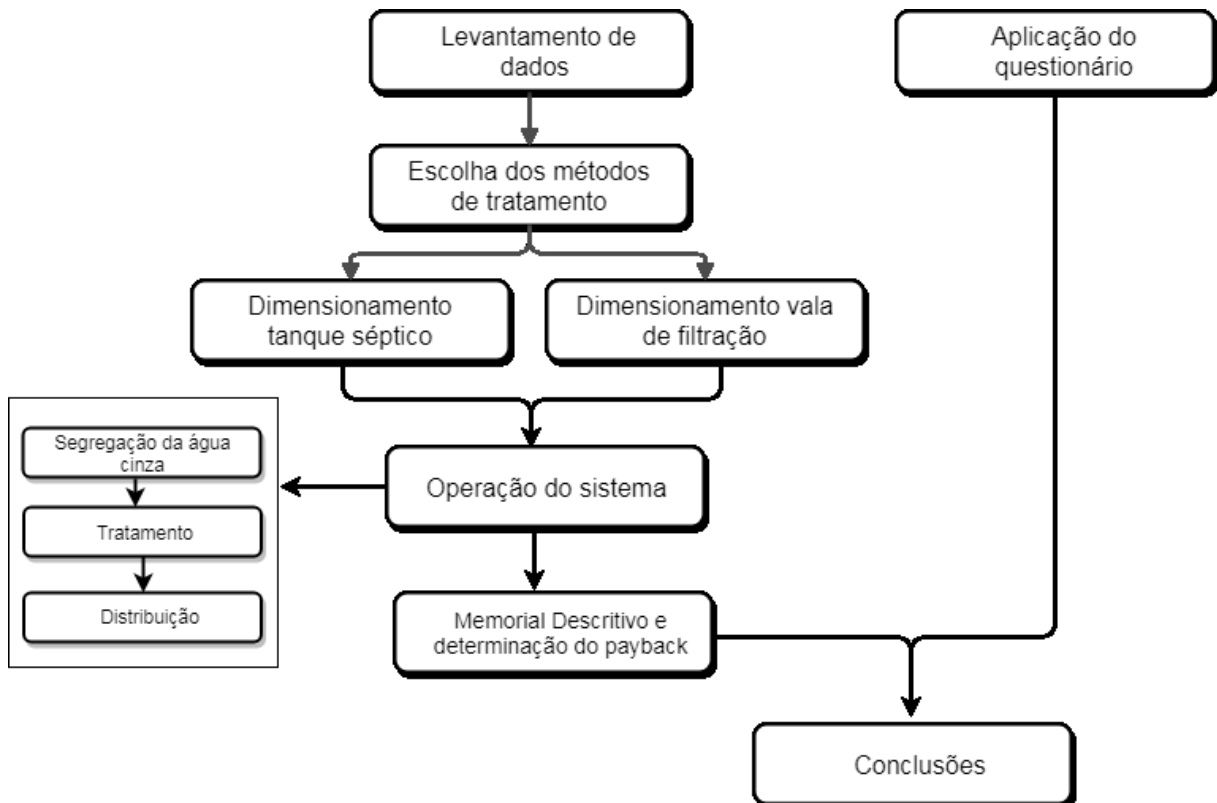 Levantamento de
dados
Aplicação do
questionário
Escolha dos métodos
de tratamento
Dimensionamento
tanque séptico
Dimensionamento vala
de filtração
Segregação da água
cinza
Tratamento
Distribuição
Operação do sistema
Memorial Descritivo e
determinação do payback
Conclusões